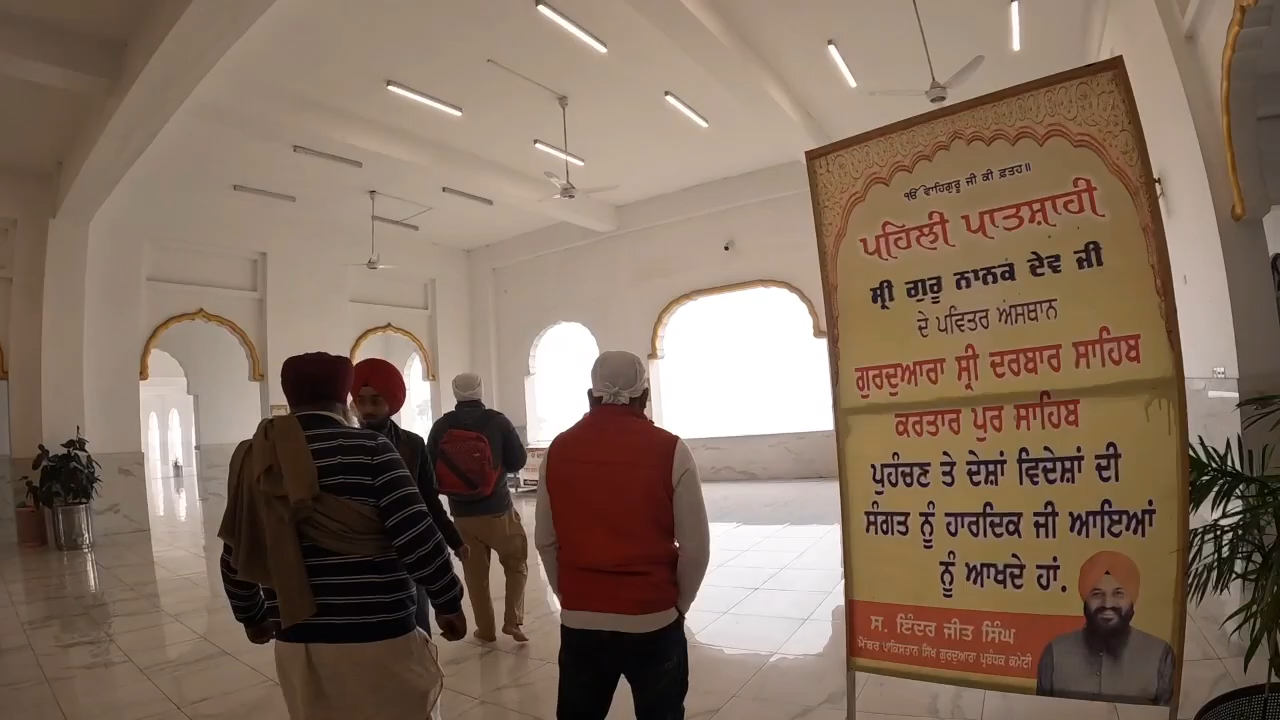 ੴ ਵਾਹਿਗੁਰੂ ਜੀ ਕੀ ਫ਼ਤਹ॥
ਪਹਿਲੀ ਪਾਤਸ਼ਾਹੀ
ਸ੍ਰੀ ਗੁਰੂ ਨਾਨਕ ਦੇਵ ਜੀ
ਦੇ ਪਵਿਤਰ ਅਸਥਾਨ
ਗੁਰਦੁਆਰਾ ਸ੍ਰੀ ਦਰਬਾਰ ਸਾਹਿਬ
ਕਰਤਾਰ ਪੁਰ ਸਾਹਿਬ
ਪੁਹੰਚਣ ਤੇ ਦੇਸ਼ਾਂ ਵਿਦੇਸ਼ਾਂ ਦੀ
ਸੰਗਤ ਨੂੰ ਹਾਰਦਿਕ ਜੀ ਆਇਆਂ
ਨੂੰ ਆਖਦੇ ਹਾਂ.
ਸ. ਇੰਦਰ ਜੀਤ ਸਿੰਘ
ਮੈਂਬਰ ਪਾਕਿਸਤਾਨ ਸਿੱਖ ਗੁਰਦੁਆਰਾ ਪ੍ਰਬੰਧਕ ਕਮੇਟੀ